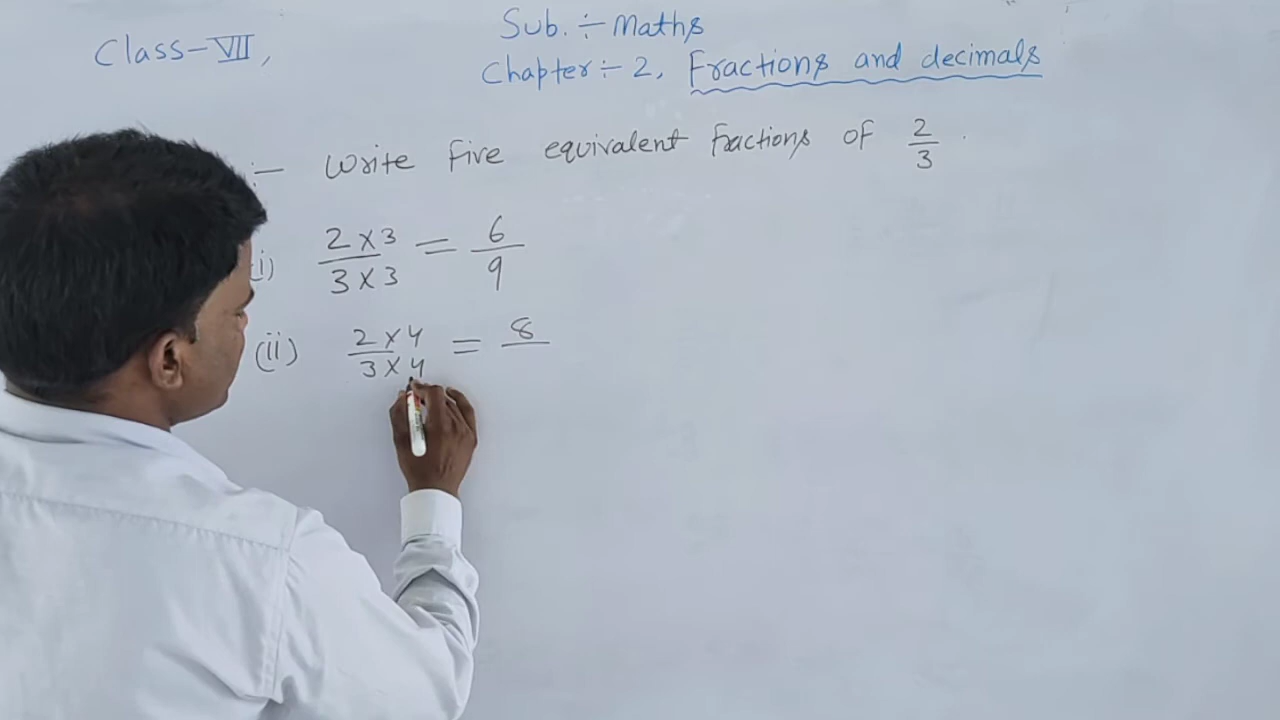 Class-VII,
Sub. :- Maths
Chapter :- 2, Fractions and decimals
:- Write five equivalent fractions of 2/3 .
(i) 2×3/3×3 = 6/9
(ii) 2×4/3×4 = 8/